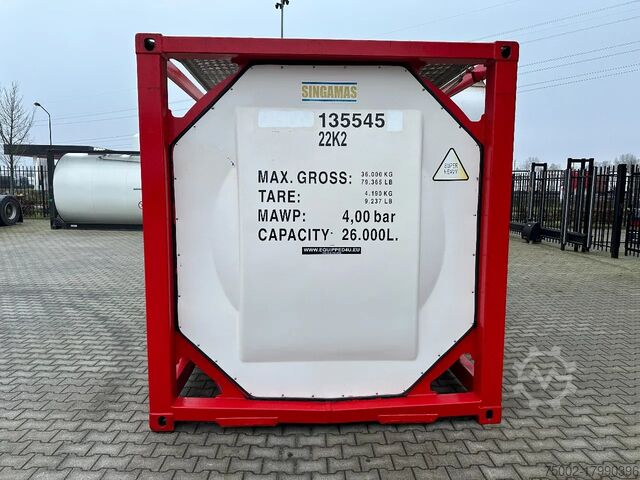 SINGAMAS
135545
22K2
MAX. GROSS: 36.000 KG
79.365 LB
TARE: 4.190 KG
9.237 LB
MAWP: 4,00 bar
CAPACITY: 26.000L.
SUPER
HEAVY
WWW.EQUIPPED4U.EU
75002-17990396